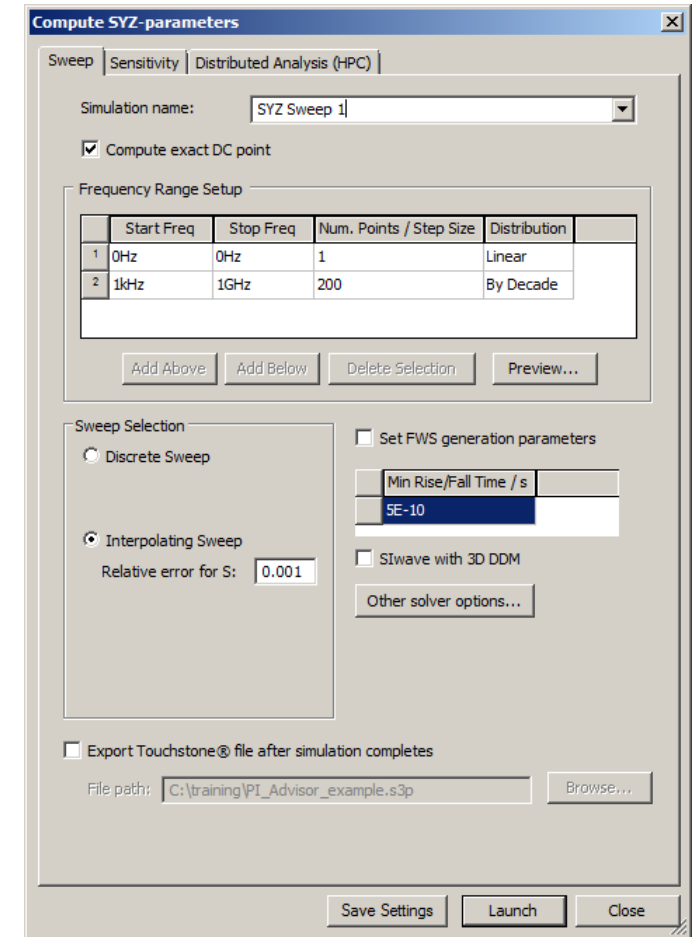 Compute SYZ-parameters
Sweep Sensitivity Distributed Analysis (HPC)
Simulation name: SYZ Sweep 1
Compute exact DC point
Frequency Range Setup
Start Freq Stop Freq Num. Points / Step Size Distribution
1 0Hz 0Hz 1 Linear
2 1kHz 1GHz 200 By Decade
Add Above Add Below Delete Selection Preview...
Sweep Selection
Set FWS generation parameters
Discrete Sweep
Min Rise/Fall Time / s
5E-10
Interpolating Sweep
SIwave with 3D DDM
Relative error for S: 0.001
Other solver options...
Export Touchstone® file after simulation completes
File path: C:\training\PI_Advisor_example.s3p Browse...
Save Settings Launch Close